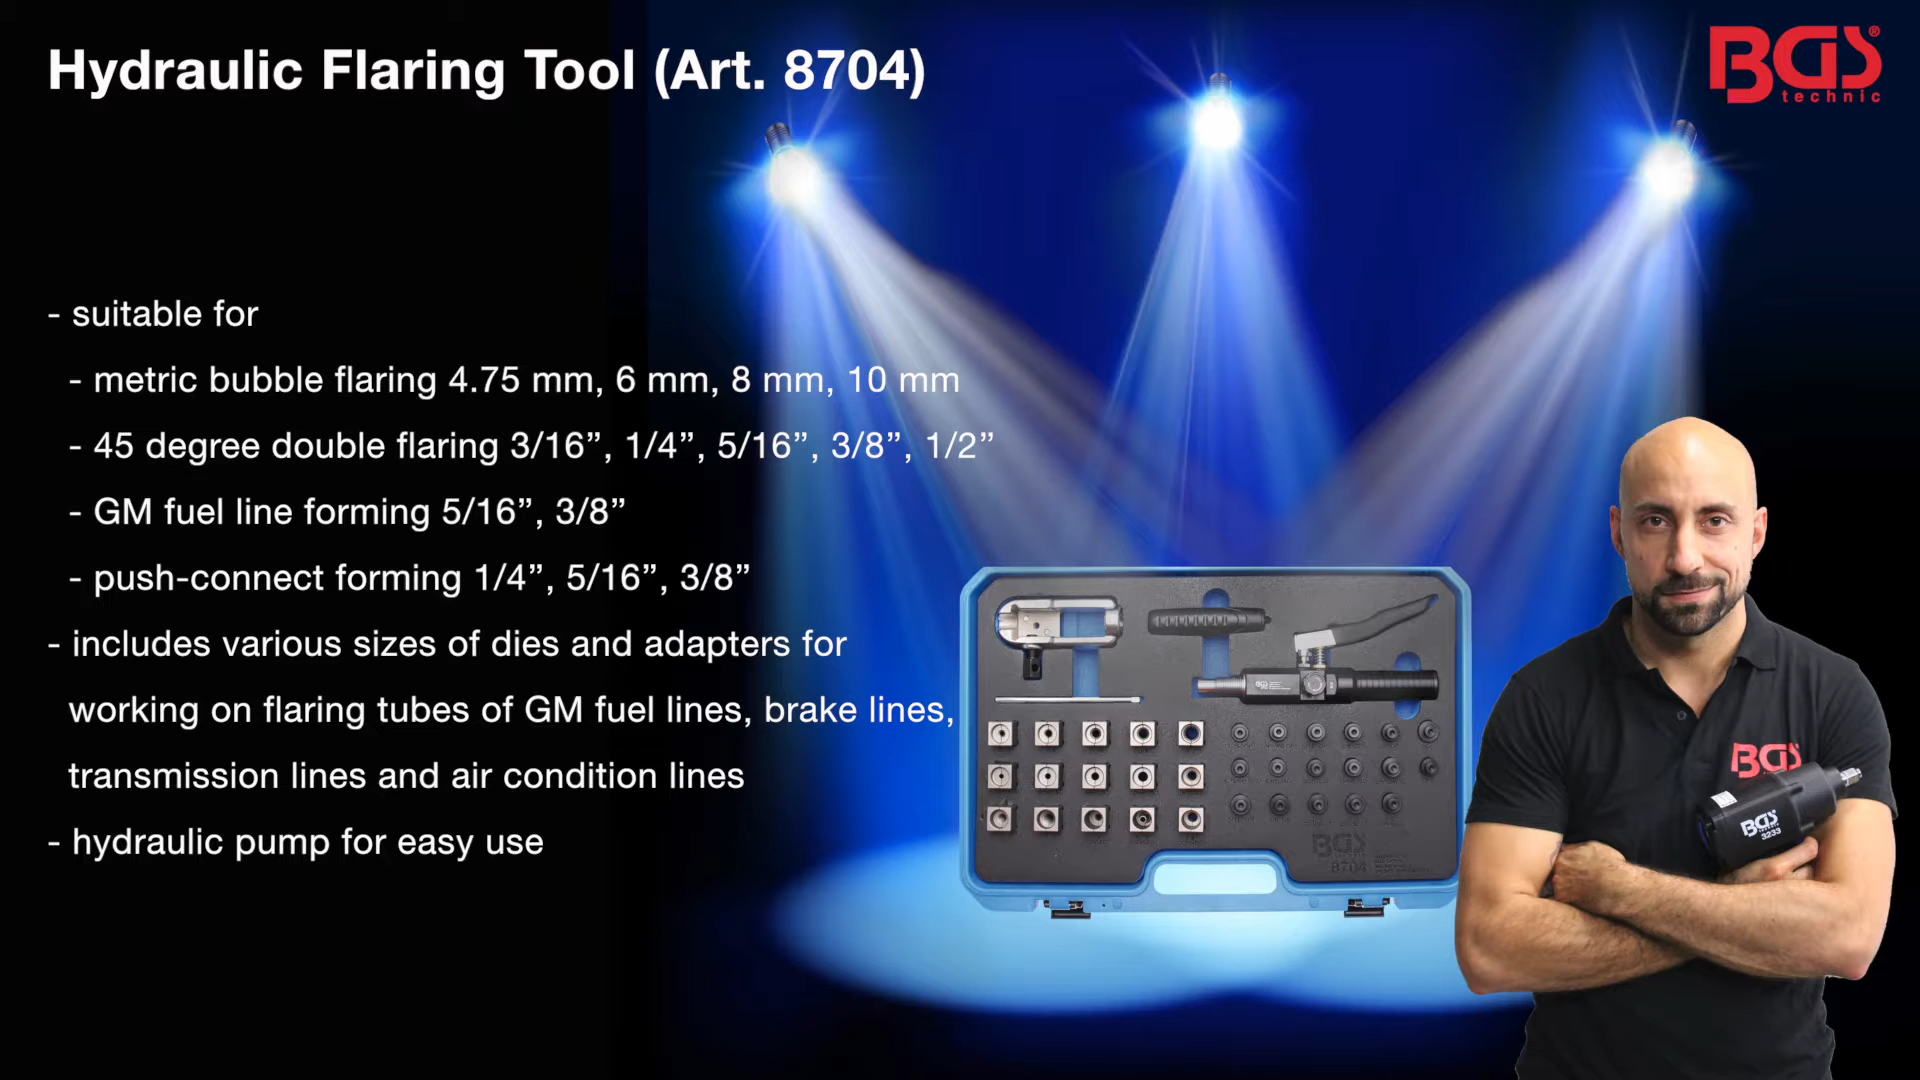 Hydraulic Flaring Tool (Art. 8704)
BGS®
technic
- suitable for
- metric bubble flaring 4.75 mm, 6 mm, 8 mm, 10 mm
- 45 degree double flaring 3/16”, 1/4”, 5/16”, 3/8”, 1/2”
- GM fuel line forming 5/16”, 3/8”
- push-connect forming 1/4”, 5/16”, 3/8”
- includes various sizes of dies and adapters for
working on flaring tubes of GM fuel lines, brake lines,
transmission lines and air condition lines
- hydraulic pump for easy use
BGS
BGS
8704
BGS
BGS
3233